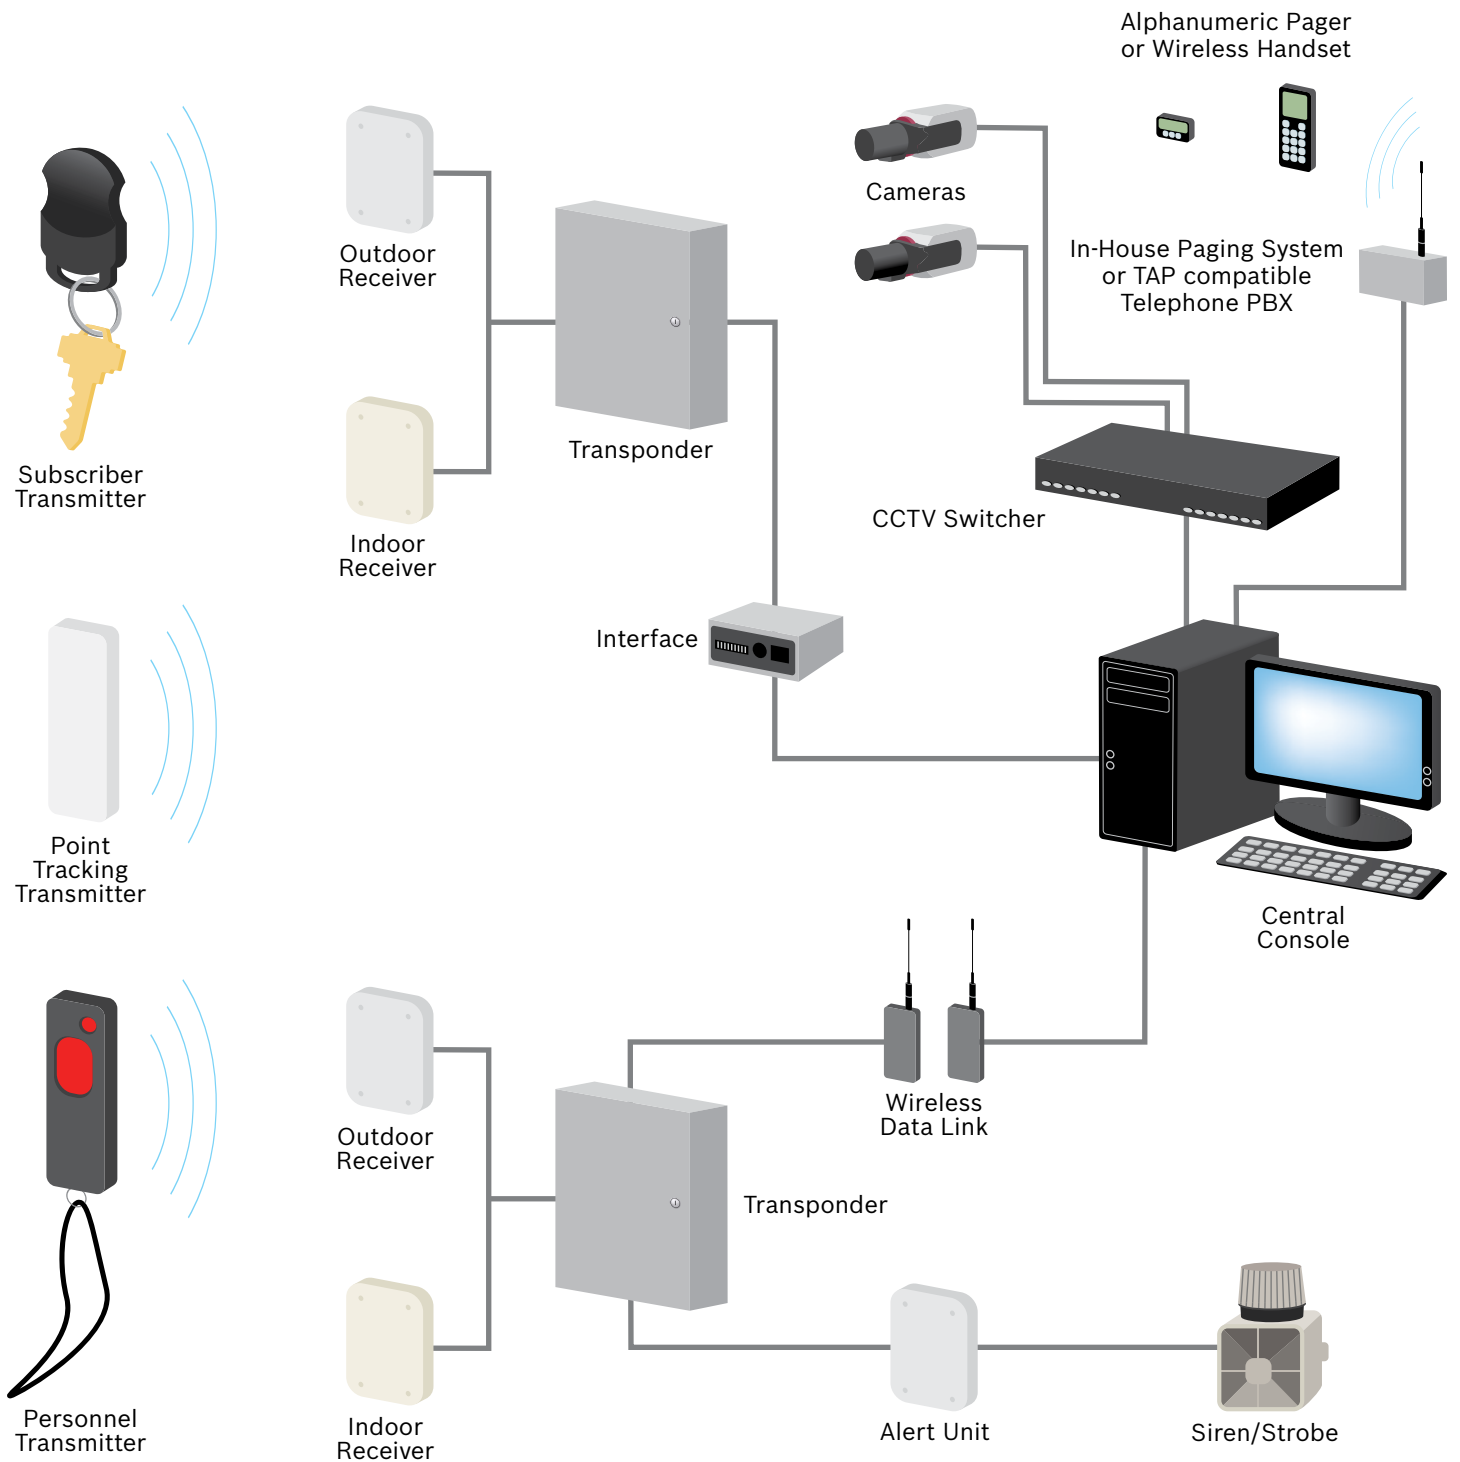 Alphanumeric Pager
or Wireless Handset
Cameras
Outdoor
Receiver
In-House Paging System
or TAP compatible
Telephone PBX
Transponder
Subscriber
Transmitter
CCTV Switcher
Indoor
Receiver
Interface
Point
Tracking
Transmitter
Central
Console
Wireless
Data Link
Outdoor
Receiver
Transponder
Personnel
Transmitter
Indoor
Receiver
Alert Unit
Siren/Strobe